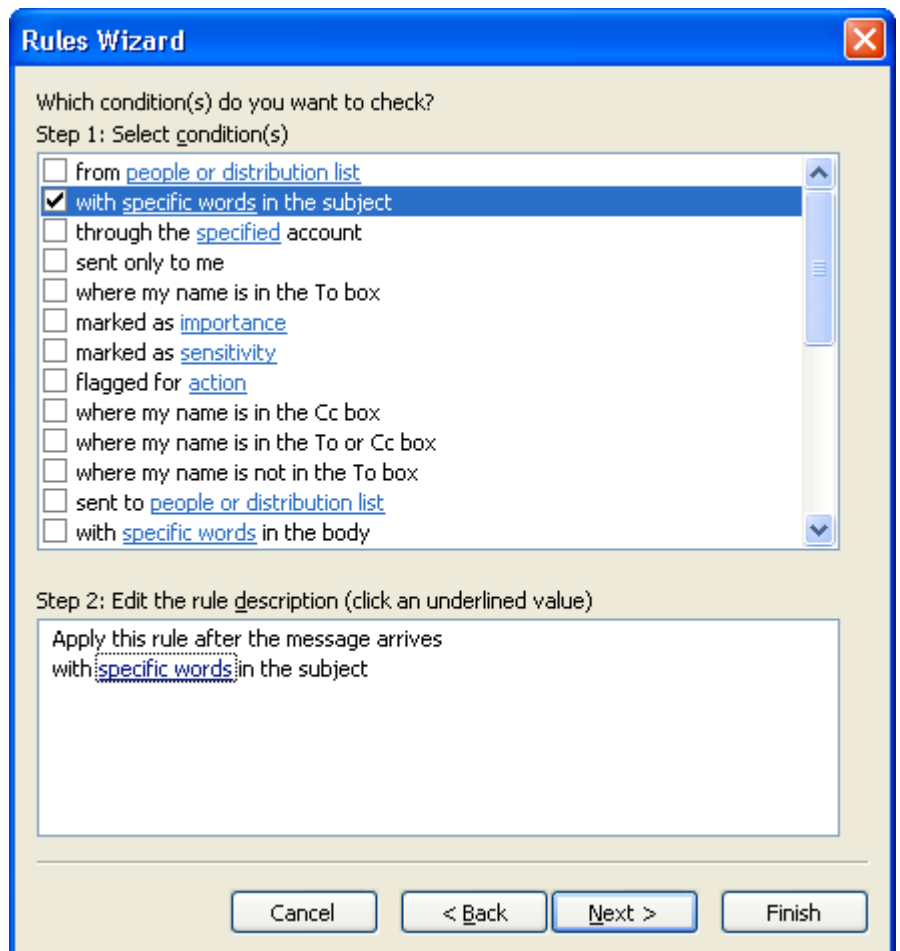 Rules Wizard
Which condition(s) do you want to check?
Step 1: Select condition(s)
from people or distribution list
with specific words in the subject
through the specified account
sent only to me
where my name is in the To box
marked as importance
marked as sensitivity
flagged for action
where my name is in the Cc box
where my name is in the To or Cc box
where my name is not in the To box
sent to people or distribution list
with specific words in the body
Step 2: Edit the rule description (click an underlined value)
Apply this rule after the message arrives
with specific words in the subject
Cancel < Back Next > Finish